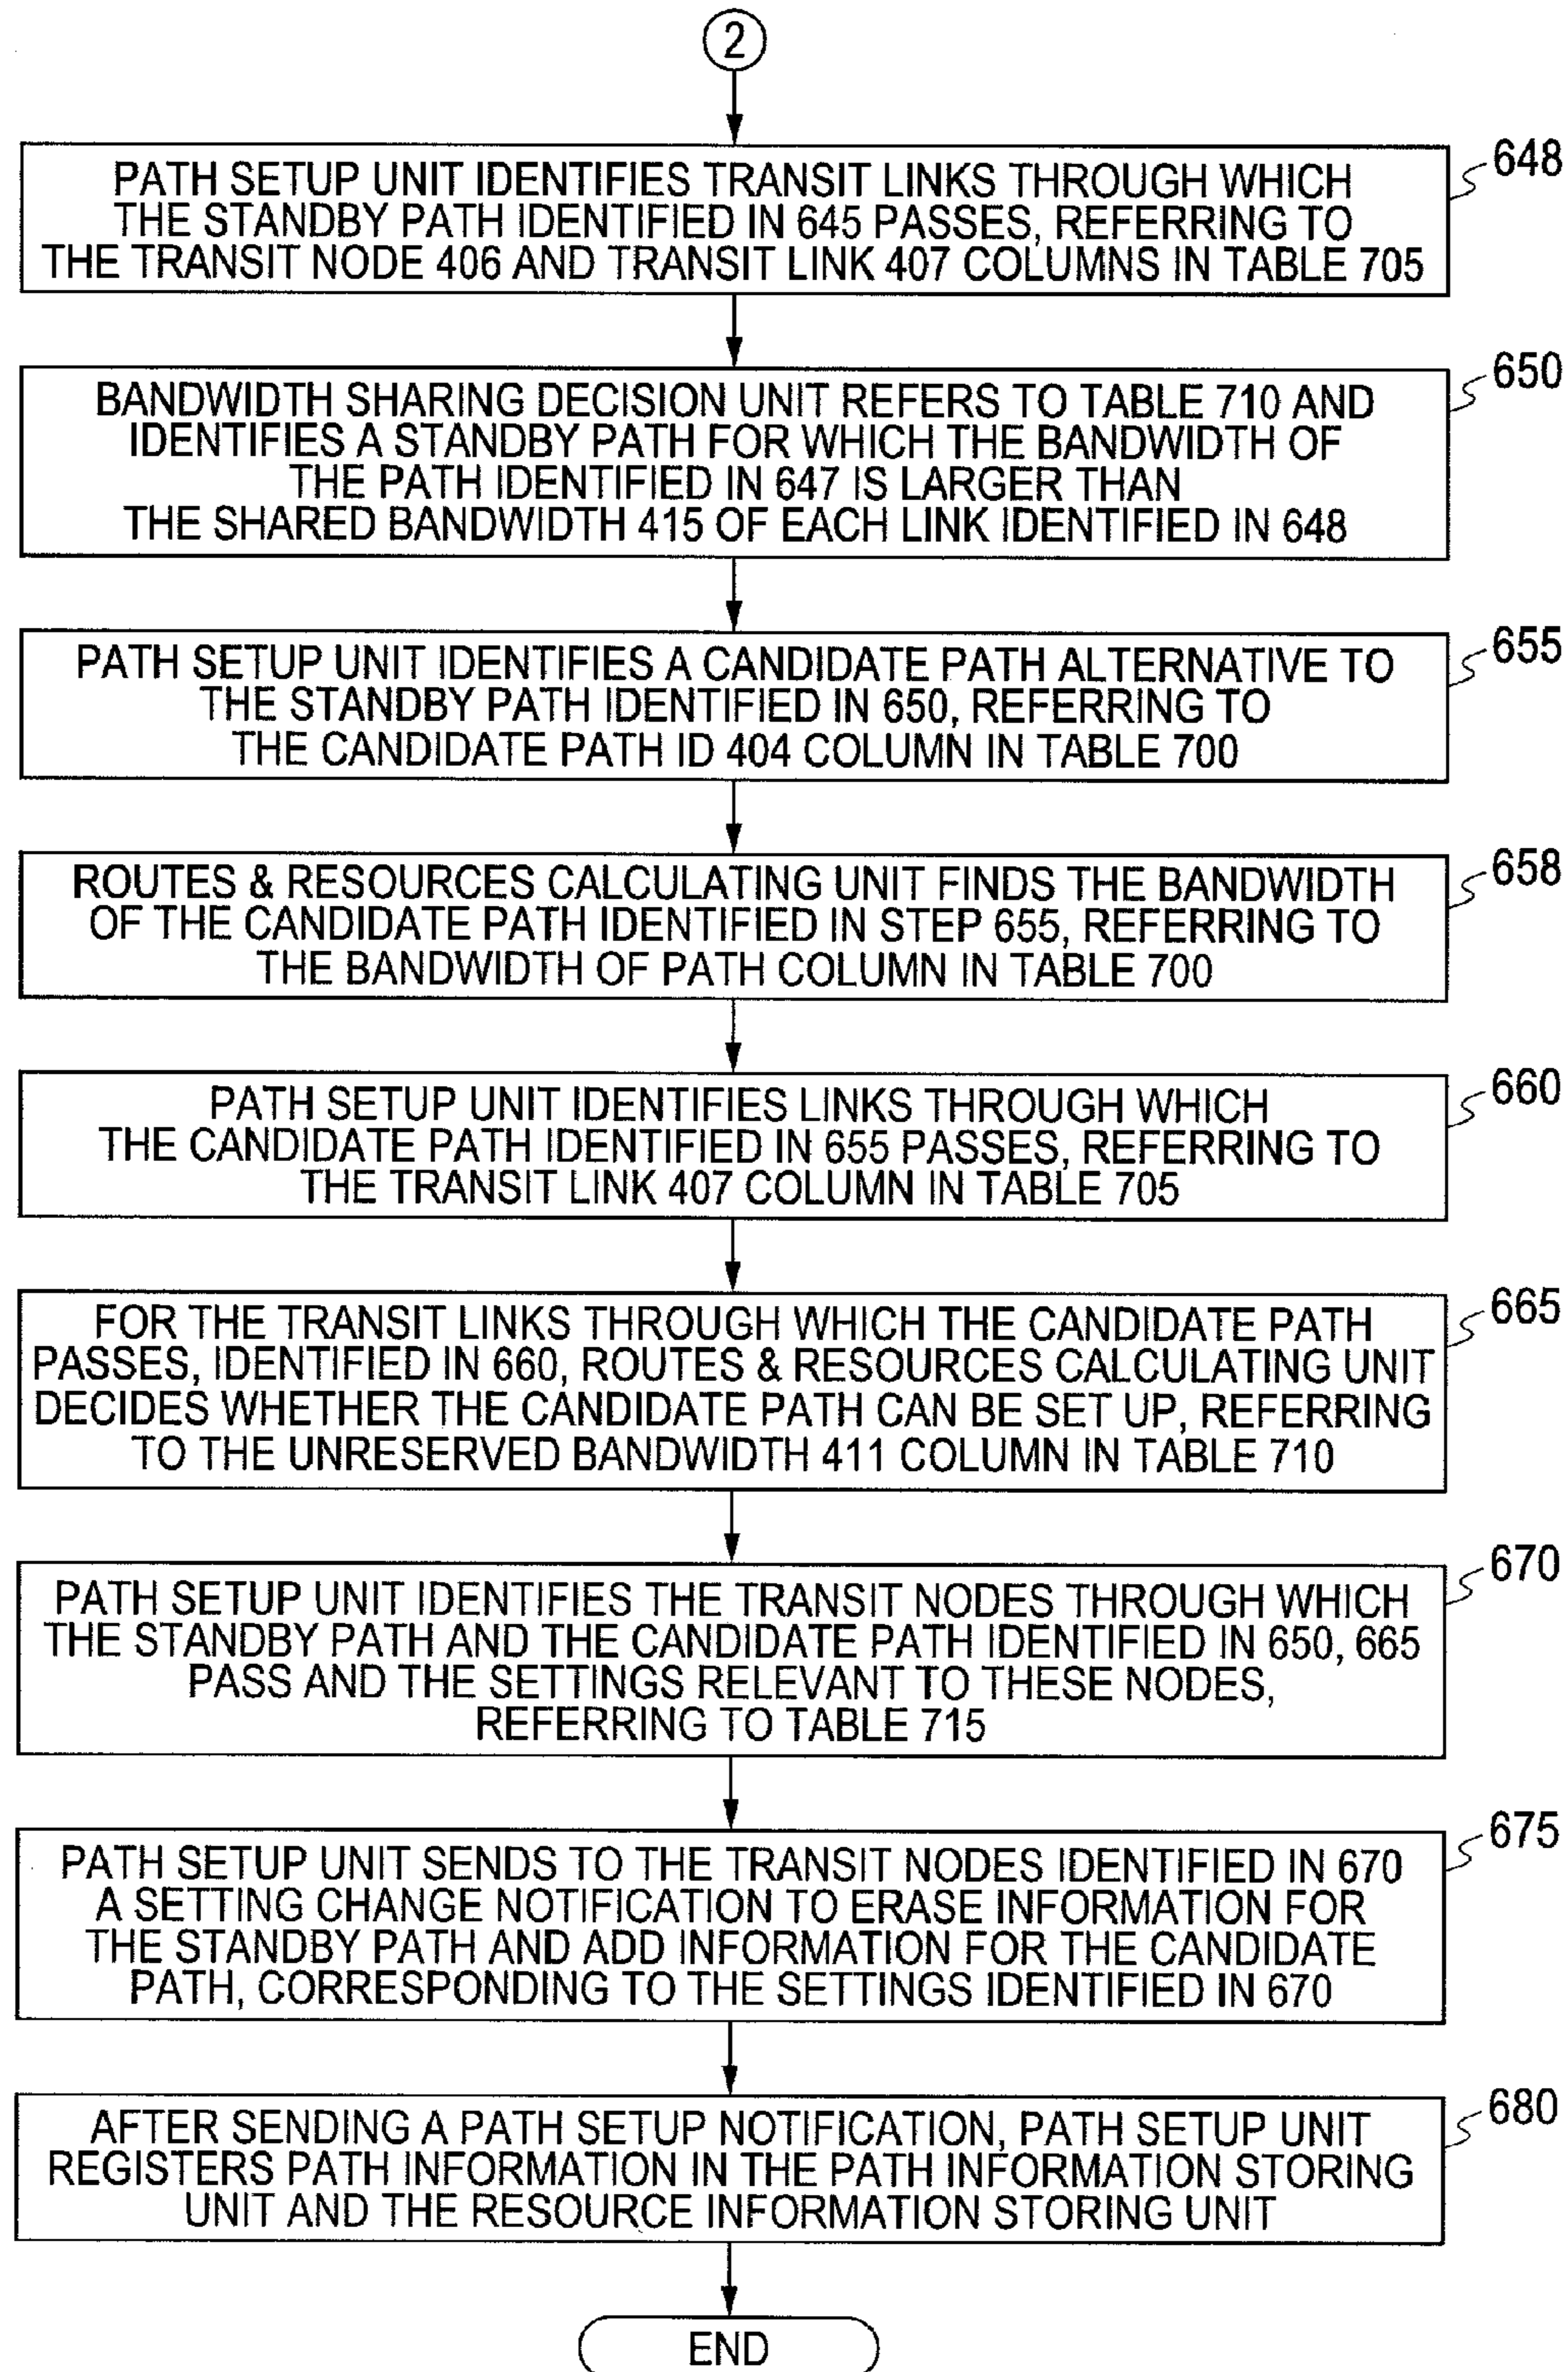 2
648
PATH SETUP UNIT IDENTIFIES TRANSIT LINKS THROUGH WHICH
THE STANDBY PATH IDENTIFIED IN 645 PASSES, REFERRING TO
THE TRANSIT NODE 406 AND TRANSIT LINK 407 COLUMNS IN TABLE 705
650
BANDWIDTH SHARING DECISION UNIT REFERS TO TABLE 710 AND
IDENTIFIES A STANDBY PATH FOR WHICH THE BANDWIDTH OF
THE PATH IDENTIFIED IN 647 IS LARGER THAN
THE SHARED BANDWIDTH 415 OF EACH LINK IDENTIFIED IN 648
655
PATH SETUP UNIT IDENTIFIES A CANDIDATE PATH ALTERNATIVE TO
THE STANDBY PATH IDENTIFIED IN 650, REFERRING TO
THE CANDIDATE PATH ID 404 COLUMN IN TABLE 700
658
ROUTES & RESOURCES CALCULATING UNIT FINDS THE BANDWIDTH
OF THE CANDIDATE PATH IDENTIFIED IN STEP 655, REFERRING TO
THE BANDWIDTH OF PATH COLUMN IN TABLE 700
660
PATH SETUP UNIT IDENTIFIES LINKS THROUGH WHICH
THE CANDIDATE PATH IDENTIFIED IN 655 PASSES, REFERRING TO
THE TRANSIT LINK 407 COLUMN IN TABLE 705
665
FOR THE TRANSIT LINKS THROUGH WHICH THE CANDIDATE PATH
PASSES, IDENTIFIED IN 660, ROUTES & RESOURCES CALCULATING UNIT
DECIDES WHETHER THE CANDIDATE PATH CAN BE SET UP, REFERRING
TO THE UNRESERVED BANDWIDTH 411 COLUMN IN TABLE 710
670
PATH SETUP UNIT IDENTIFIES THE TRANSIT NODES THROUGH WHICH
THE STANDBY PATH AND THE CANDIDATE PATH IDENTIFIED IN 650, 665
PASS AND THE SETTINGS RELEVANT TO THESE NODES,
REFERRING TO TABLE 715
675
PATH SETUP UNIT SENDS TO THE TRANSIT NODES IDENTIFIED IN 670
A SETTING CHANGE NOTIFICATION TO ERASE INFORMATION FOR
THE STANDBY PATH AND ADD INFORMATION FOR THE CANDIDATE
PATH, CORRESPONDING TO THE SETTINGS IDENTIFIED IN 670
680
AFTER SENDING A PATH SETUP NOTIFICATION, PATH SETUP UNIT
REGISTERS PATH INFORMATION IN THE PATH INFORMATION STORING
UNIT AND THE RESOURCE INFORMATION STORING UNIT
END